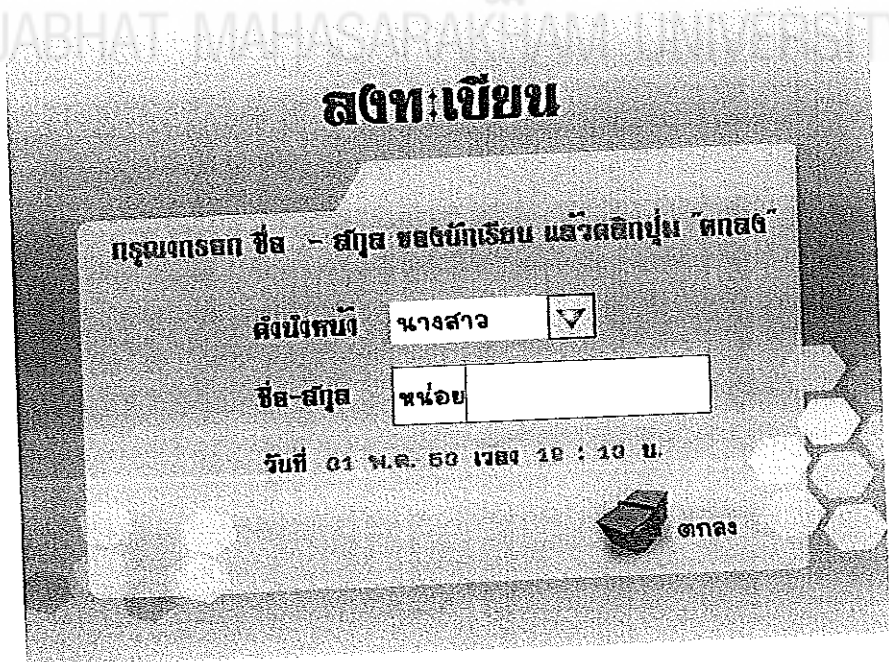 RAJABHAT MAHASARAKHAM UNIVERSITY
ลงทะเบียน
กรุณากรอก ชื่อ - สกุล ของนักเรียน แล้วคลิกปุ่ม "ตกลง"
คำนำหน้า นางสาว
ชื่อ-สกุล หน่อย
วันที่ 01 พ.ค. 50 เวลา : น.
ตกลง